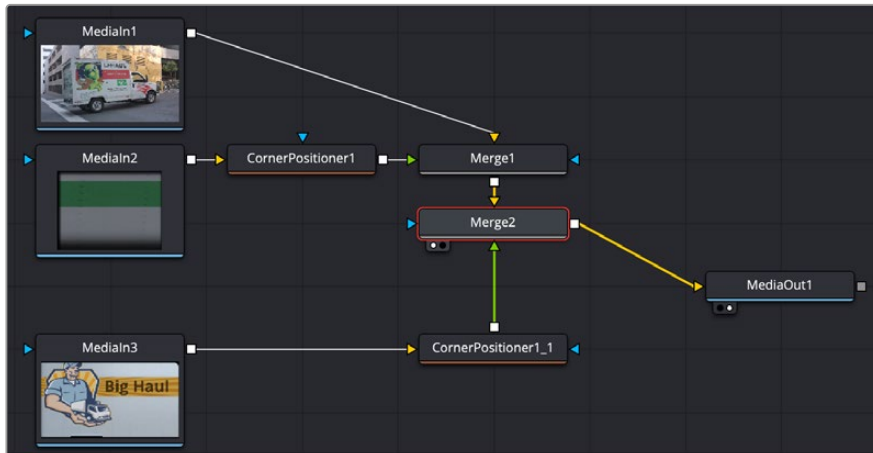 MediaIn1
MediaIn2
CornerPositioner1
Merge1
Merge2
MediaOut1
MediaIn3
CornerPositioner1_1
Big Haul